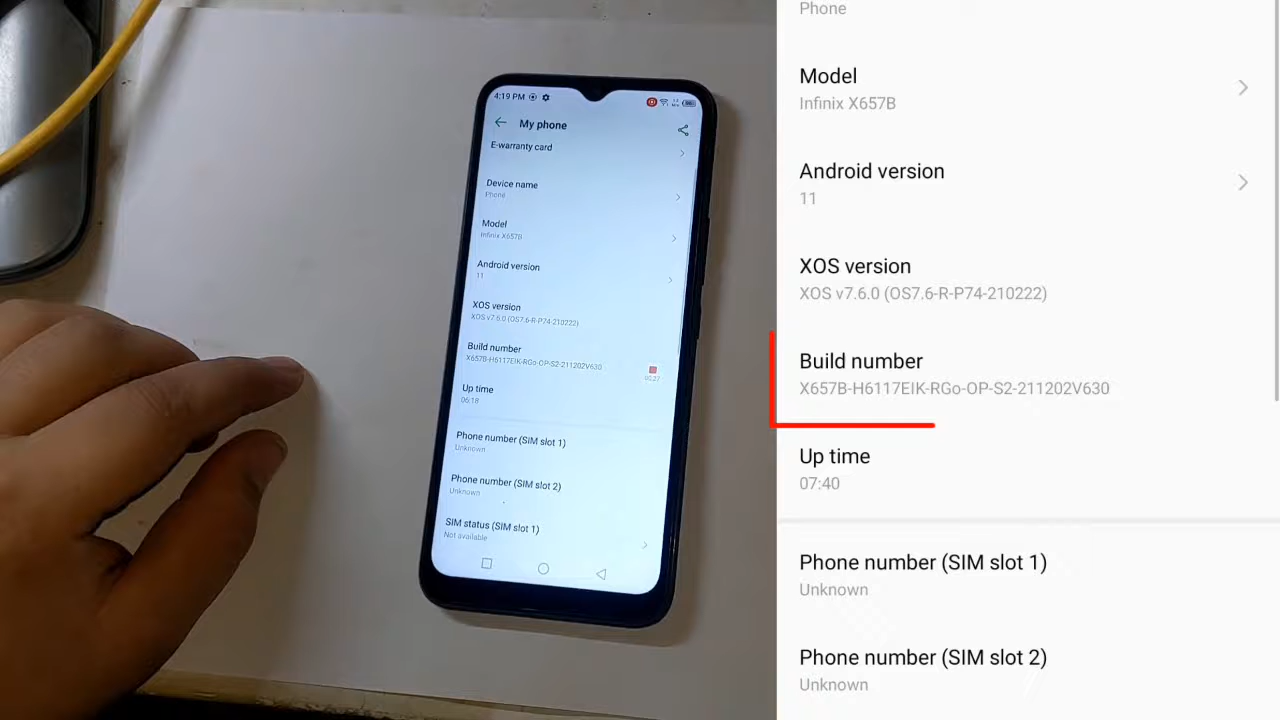 4:19 PM
My phone
E-warranty card
Device name
Phone
Model
Infinix X657B
Android version
11
XOS version
XOS v7.6.0 (OS7.6-R-P74-210222)
Build number
X657B-H6117EIK-RGo-OP-S2-211202V630
00:27
Up time
06:18
Phone number (SIM slot 1)
Unknown
Phone number (SIM slot 2)
Unknown
SIM status (SIM slot 1)
Not available
Phone
Model
Infinix X657B
Android version
11
XOS version
XOS v7.6.0 (OS7.6-R-P74-210222)
Build number
X657B-H6117EIK-RGo-OP-S2-211202V630
Up time
07:40
Phone number (SIM slot 1)
Unknown
Phone number (SIM slot 2)
Unknown